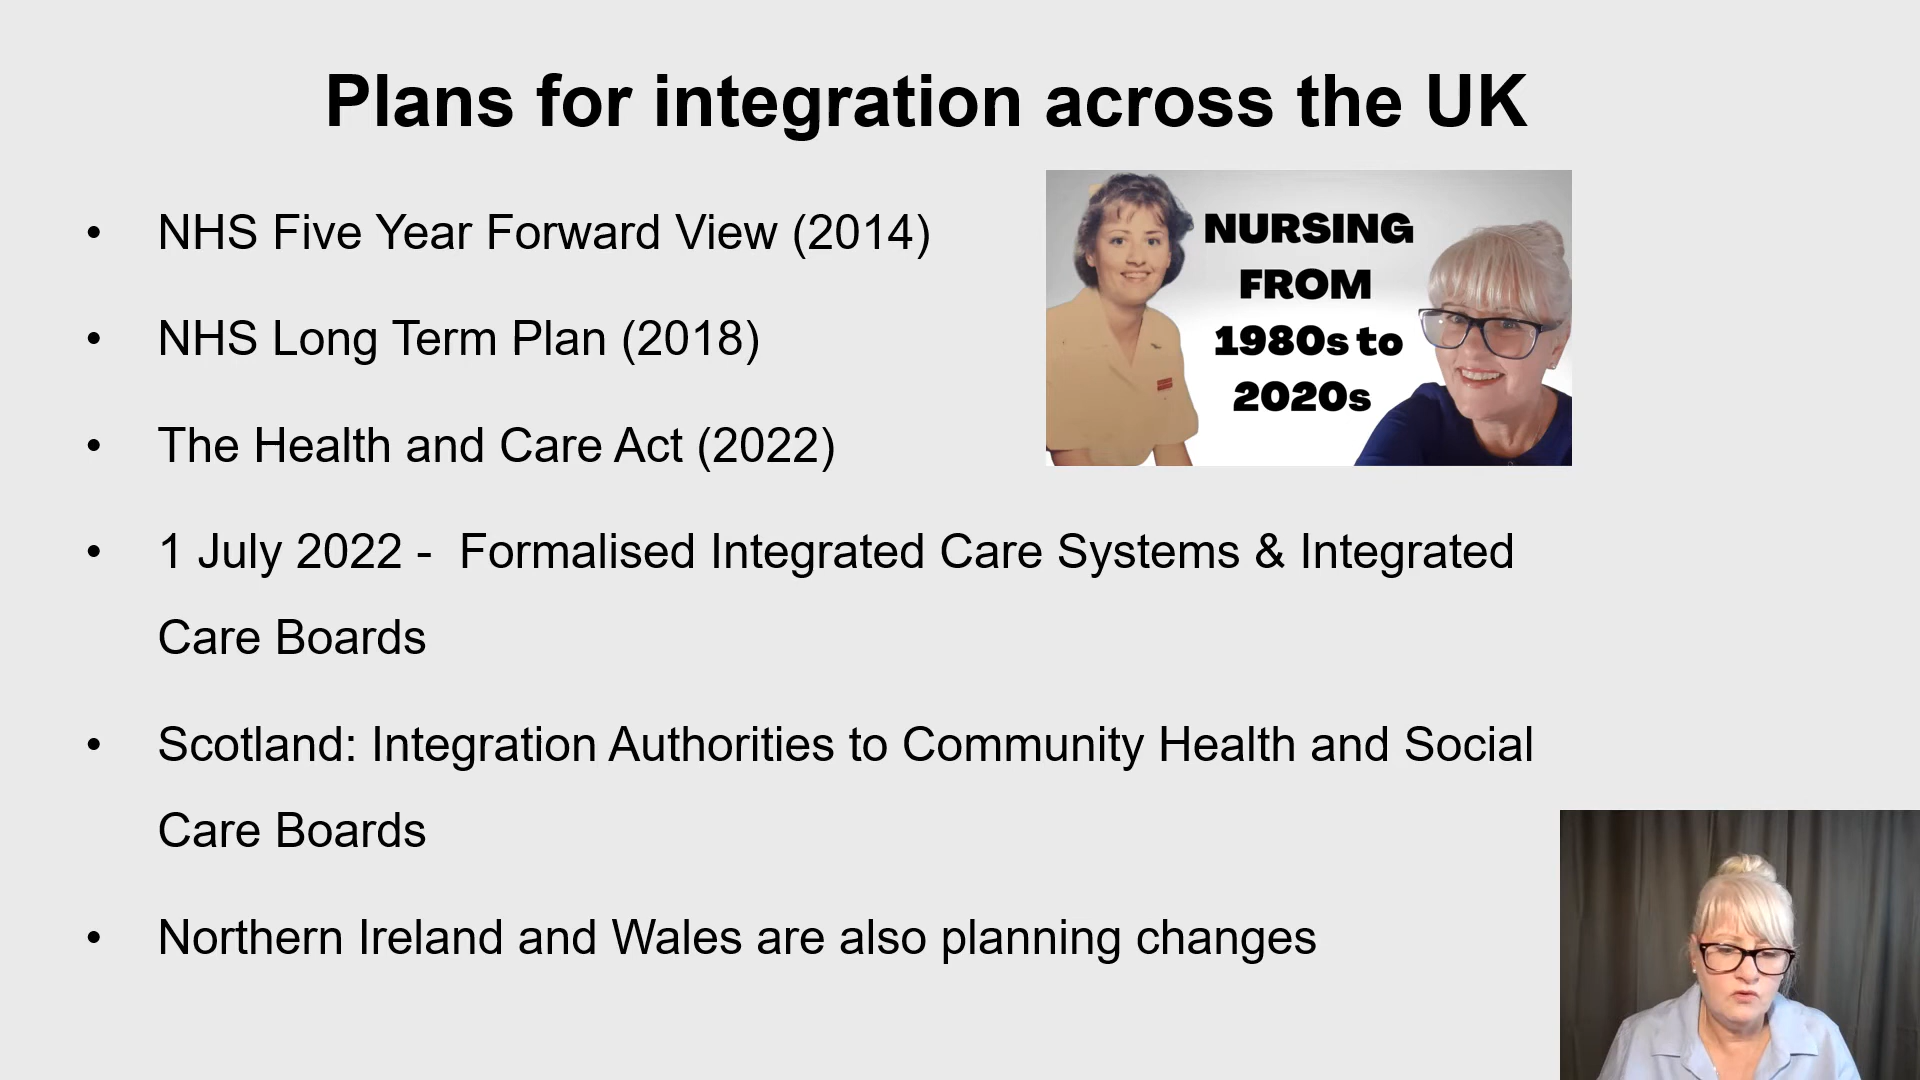 Plans for integration across the UK
• NHS Five Year Forward View (2014)
• NHS Long Term Plan (2018)
• The Health and Care Act (2022)
NURSING
FROM
1980s to
2020s
• 1 July 2022 - Formalised Integrated Care Systems & Integrated
Care Boards
• Scotland: Integration Authorities to Community Health and Social
Care Boards
• Northern Ireland and Wales are also planning changes